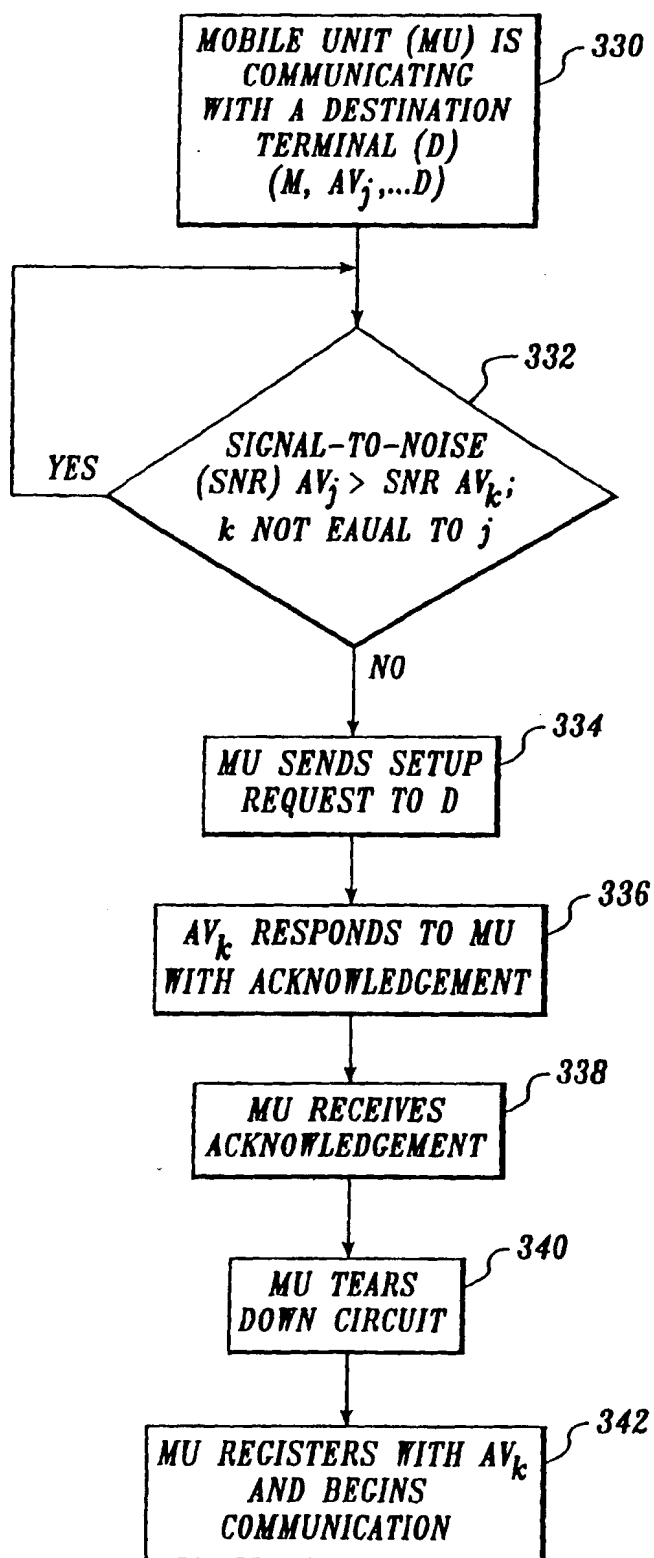 MOBILE UNIT (MU) IS
COMMUNICATING
WITH A DESTINATION
TERMINAL (D)
(M, AVj,...D)
330
332
SIGNAL-TO-NOISE
(SNR) AVj > SNR AVk;
k NOT EAUAL TO j
YES
NO
334
MU SENDS SETUP
REQUEST TO D
336
AVk RESPONDS TO MU
WITH ACKNOWLEDGEMENT
338
MU RECEIVES
ACKNOWLEDGEMENT
340
MU TEARS
DOWN CIRCUIT
342
MU REGISTERS WITH AVk
AND BEGINS
COMMUNICATION